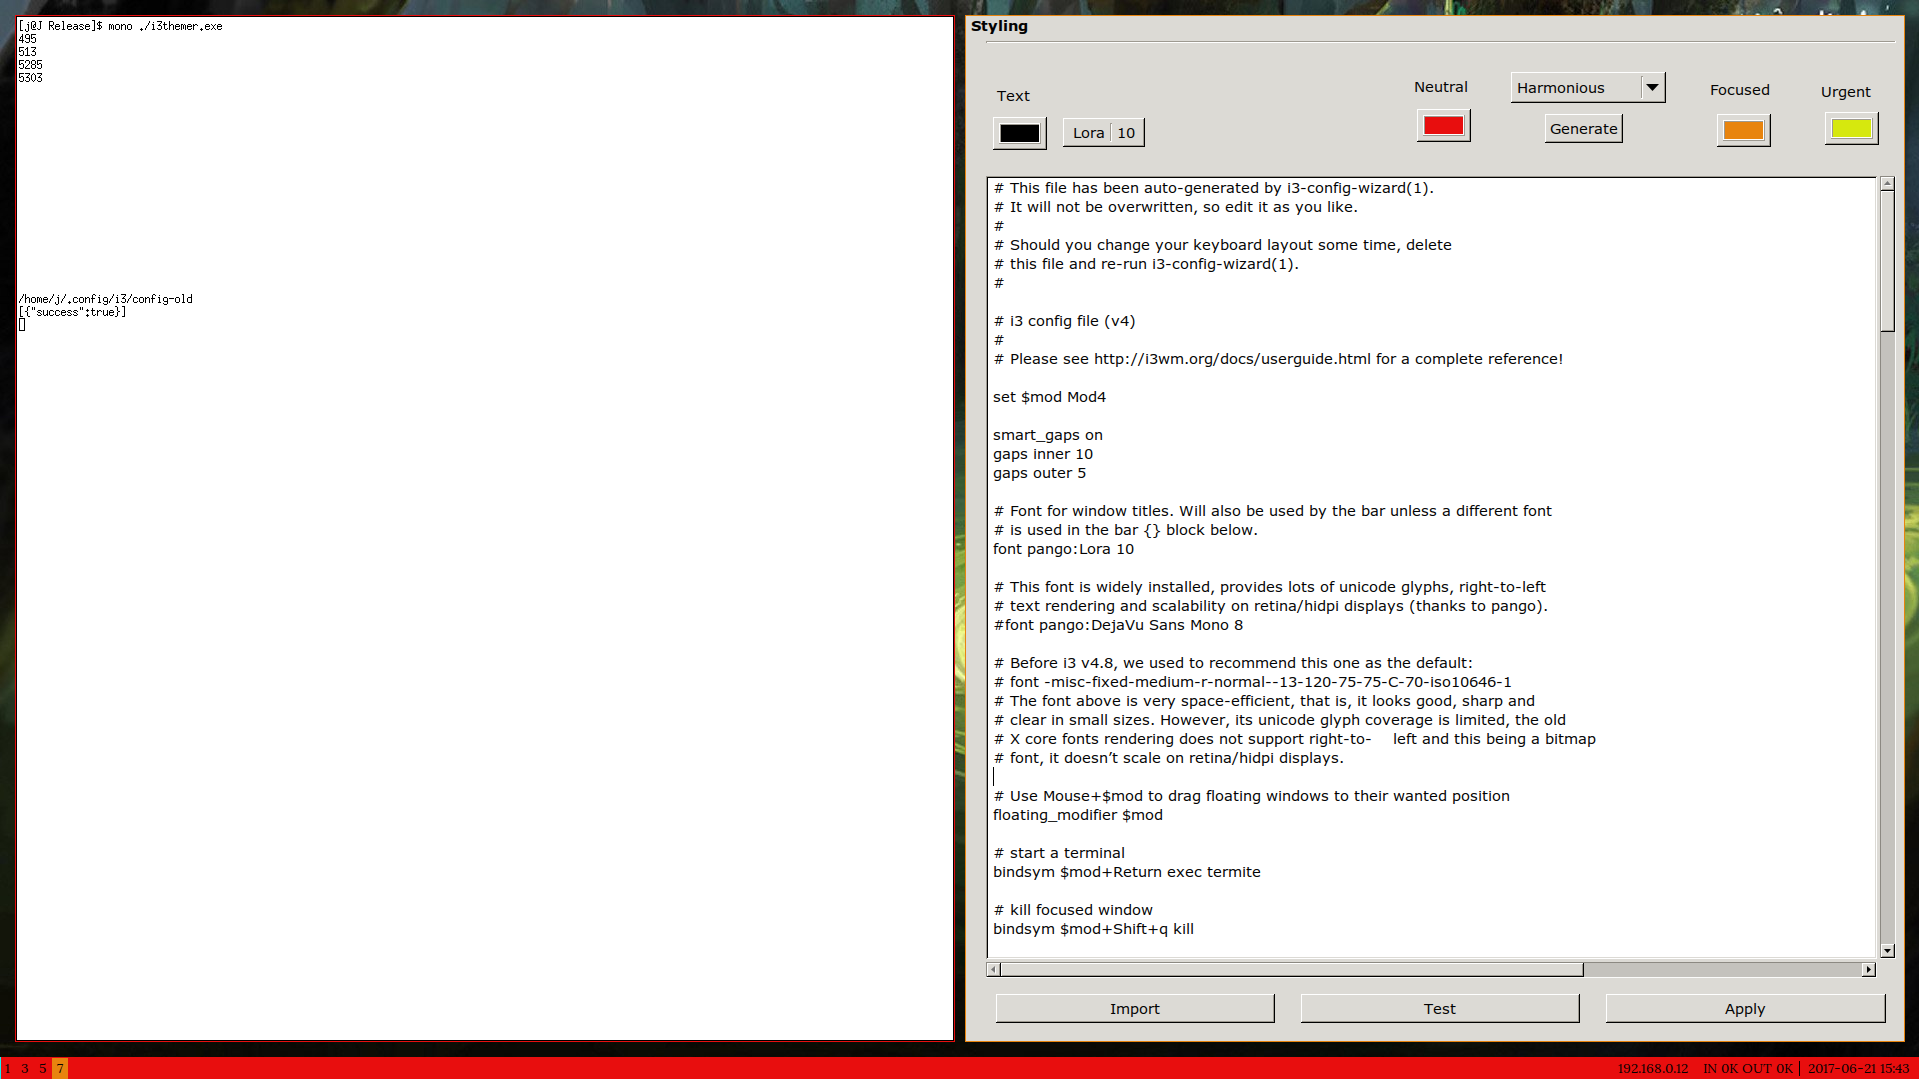 [j@J Release]$ mono ./i3themer.exe
495
513
5285
5303
/home/j/.config/i3/config-old
[{"success":true}]
Styling
Text
Lora 10
Neutral
Harmonious
Generate
Focused
Urgent
# This file has been auto-generated by i3-config-wizard(1).
# It will not be overwritten, so edit it as you like.
#
# Should you change your keyboard layout some time, delete
# this file and re-run i3-config-wizard(1).
#
# i3 config file (v4)
#
# Please see http://i3wm.org/docs/userguide.html for a complete reference!
set $mod Mod4
smart_gaps on
gaps inner 10
gaps outer 5
# Font for window titles. Will also be used by the bar unless a different font
# is used in the bar {} block below.
font pango:Lora 10
# This font is widely installed, provides lots of unicode glyphs, right-to-left
# text rendering and scalability on retina/hidpi displays (thanks to pango).
#font pango:DejaVu Sans Mono 8
# Before i3 v4.8, we used to recommend this one as the default:
# font -misc-fixed-medium-r-normal--13-120-75-75-C-70-iso10646-1
# The font above is very space-efficient, that is, it looks good, sharp and
# clear in small sizes. However, its unicode glyph coverage is limited, the old
# X core fonts rendering does not support right-to- left and this being a bitmap
# font, it doesn’t scale on retina/hidpi displays.
# Use Mouse+$mod to drag floating windows to their wanted position
floating_modifier $mod
# start a terminal
bindsym $mod+Return exec termite
# kill focused window
bindsym $mod+Shift+q kill
Import
Test
Apply
1 3 5 7
192.168.0.12 IN 0K OUT 0K 2017-06-21 15:43